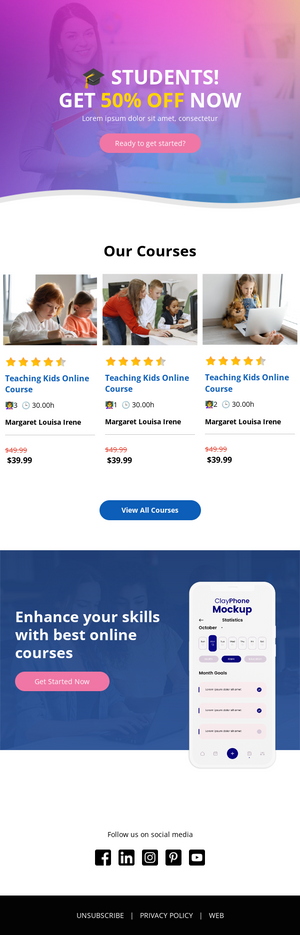 🎓 STUDENTS!
GET 50% OFF NOW
Lorem ipsum dolor sit amet, consectetur
Ready to get started?
Our Courses
Teaching Kids Online
Course
3 30.00h
Margaret Louisa Irene
$49.99
$39.99
Teaching Kids Online
Course
1 30.00h
Margaret Louisa Irene
$49.99
$39.99
Teaching Kids Online
Course
2 30.00h
Margaret Louisa Irene
$49.99
$39.99
View All Courses
Enhance your skills
with best online
courses
Get Started Now
ClayPhone
Mockup
Statistics
October
Month Goals
Follow us on social media
UNSUBSCRIBE | PRIVACY POLICY | WEB